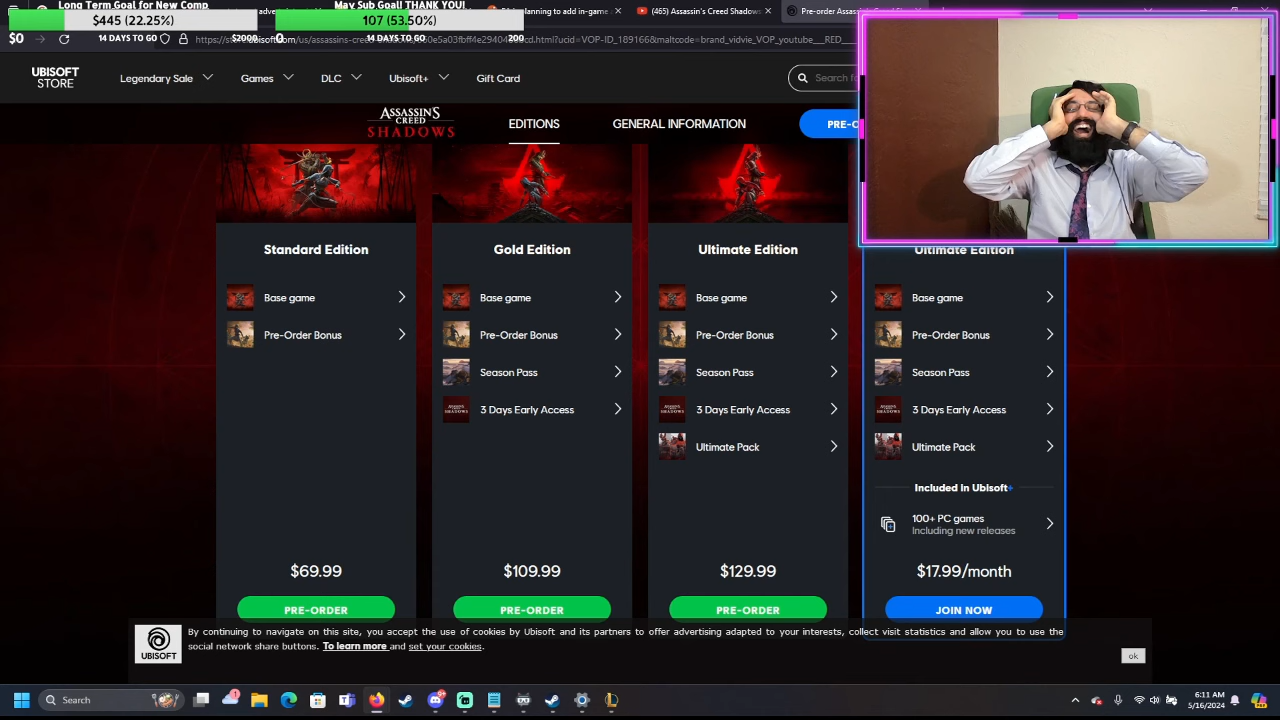 Long Term Goal for New Comp
$445 (22.25%)
$0
14 DAYS TO GO
$2000
May Sub Goal! THANK YOU!
107 (53.50%)
0
14 DAYS TO GO
200
planning to add in-game
(465) Assassin's Creed Shadow
Pre-order Assassin's Creed
UBISOFT
STORE
Legendary Sale
Games
DLC
Ubisoft+
Gift Card
Search
ASSASSIN'S
CREED
SHADOWS
EDITIONS
GENERAL INFORMATION
PRE-O
Standard Edition
Base game
Pre-Order Bonus
$69.99
PRE-ORDER
Gold Edition
Base game
Pre-Order Bonus
Season Pass
3 Days Early Access
$109.99
PRE-ORDER
Ultimate Edition
Base game
Pre-Order Bonus
Season Pass
3 Days Early Access
Ultimate Pack
$129.99
PRE-ORDER
Ultimate Edition
Base game
Pre-Order Bonus
Season Pass
3 Days Early Access
Ultimate Pack
Included in Ubisoft+
100+ PC games
Including new releases
$17.99/month
JOIN NOW
UBISOFT
By continuing to navigate on this site, you accept the use of cookies by Ubisoft and its partners to offer advertising adapted to your interests, collect visit statistics and allow you to use the
social network share buttons. To learn more and set your cookies.
ok
Search
6:11 AM
5/16/2024